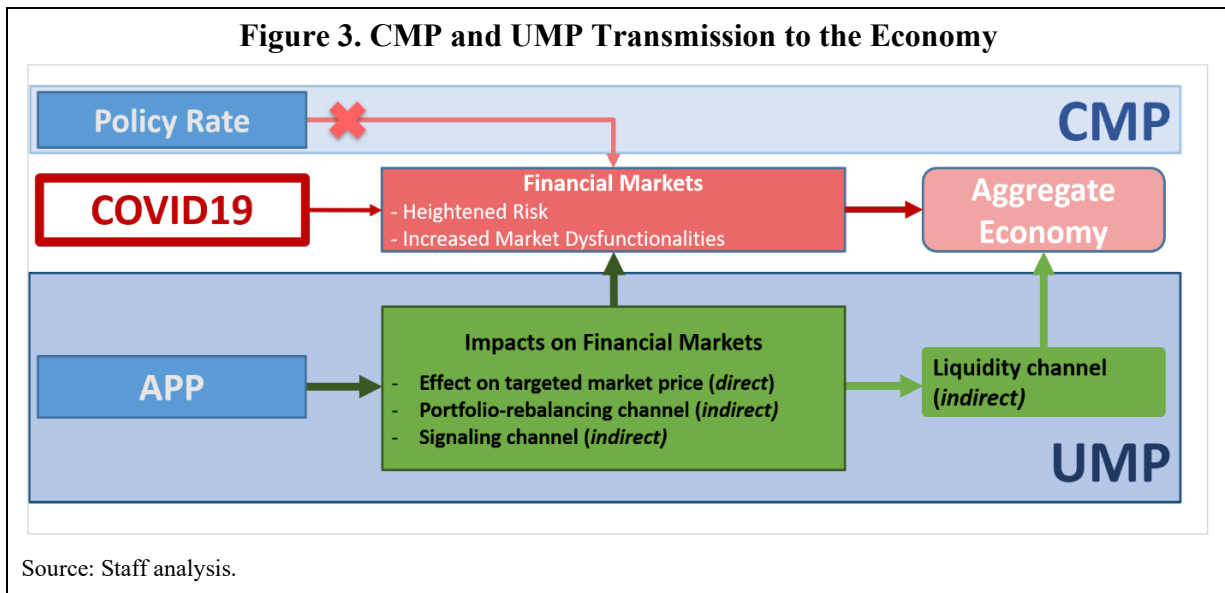 Figure 3. CMP and UMP Transmission to the Economy
Policy Rate
CMP
COVID19
Financial Markets
- Heightened Risk
- Increased Market Dysfunctionalities
Aggregate
Economy
APP
Impacts on Financial Markets
- Effect on targeted market price (direct)
- Portfolio-rebalancing channel (indirect)
- Signaling channel (indirect)
Liquidity channel
(indirect)
UMP
Source: Staff analysis.